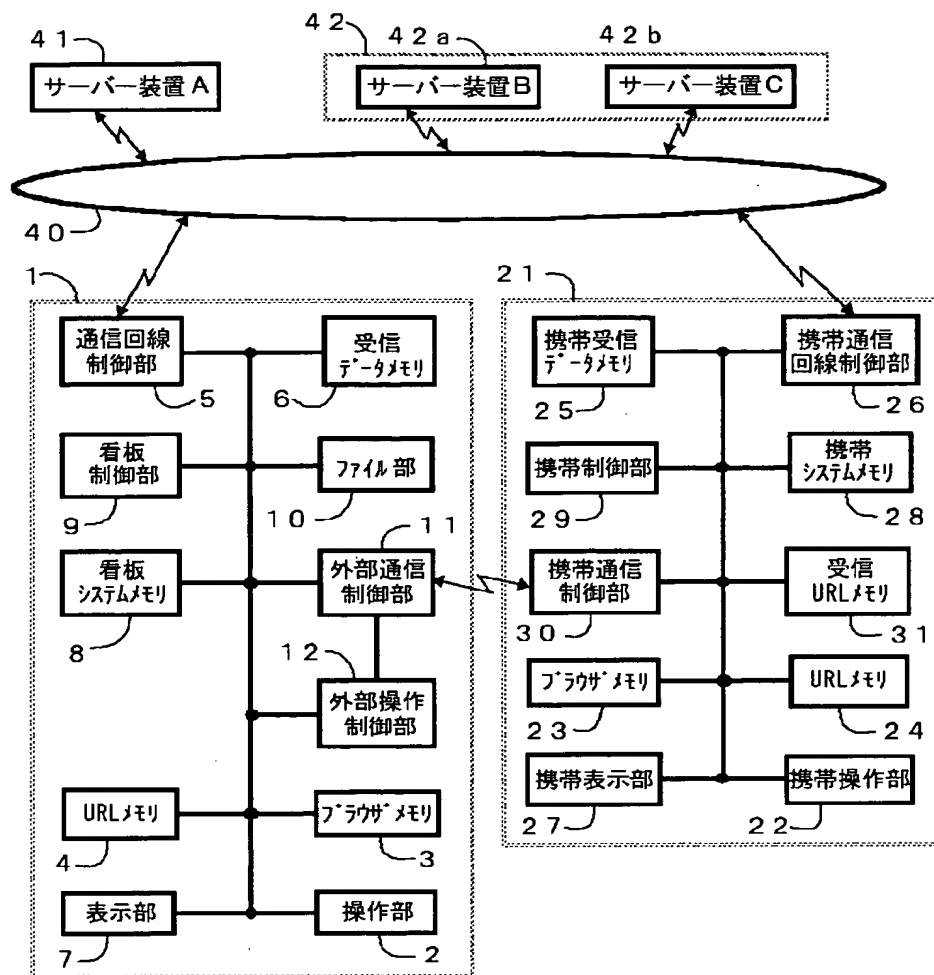 41
サーバー装置A
42
42a
サーバー装置B
42b
サーバー装置C
40
1
通信回線
制御部
5
受信
データメモリ
6
看板
制御部
9
ファイル部
10
看板
システムメモリ
8
11
外部通信
制御部
12
外部操作
制御部
URLメモリ
4
ブラウザメモリ
3
表示部
7
操作部
2
21
携帯受信
データメモリ
25
携帯通信
回線制御部
26
携帯制御部
29
携帯
システムメモリ
28
携帯通信
制御部
30
受信
URLメモリ
31
ブラウザメモリ
23
URLメモリ
24
携帯表示部
27
携帯操作部
22